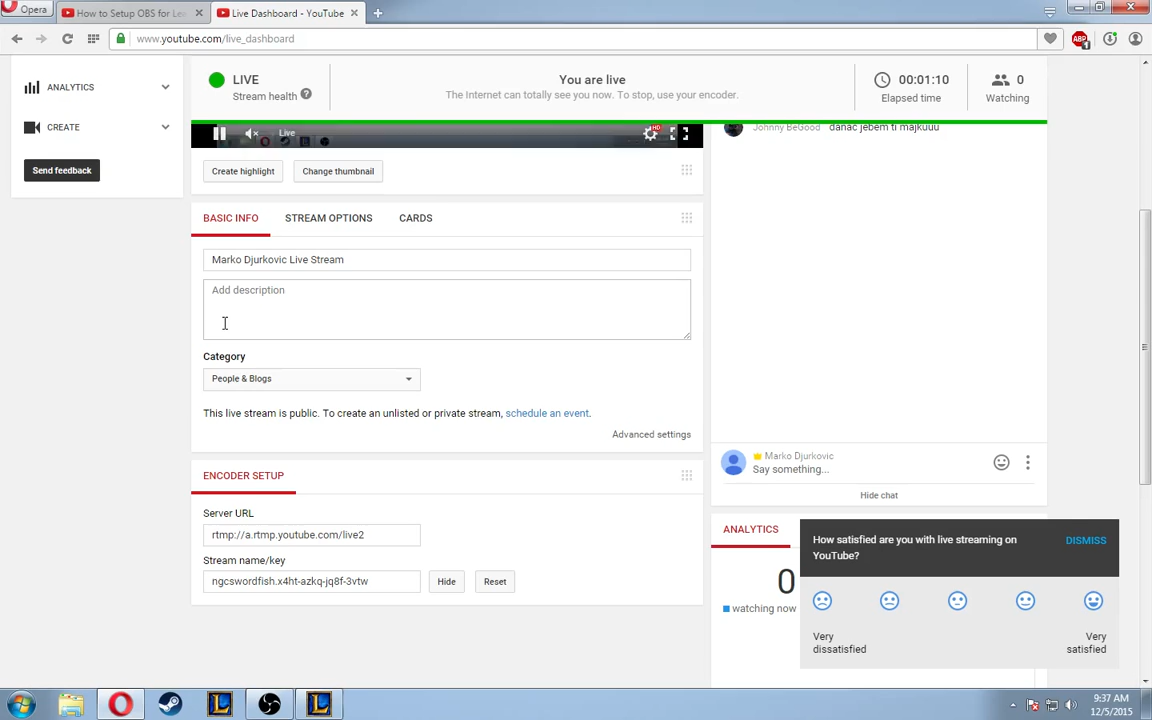 Opera
How to Setup OBS for Lea
Live Dashboard - YouTube
www.youtube.com/live_dashboard
ABP
1
ANALYTICS
CREATE
Send feedback
LIVE
Stream health
You are live
The Internet can totally see you now. To stop, use your encoder.
00:01:10
Elapsed time
0
Watching
Live
HD
Johnny BeGood danac jebem ti majkuuu
Create highlight
Change thumbnail
BASIC INFO
STREAM OPTIONS
CARDS
Marko Djurkovic Live Stream
Add description
Category
People & Blogs
This live stream is public. To create an unlisted or private stream, schedule an event.
Advanced settings
ENCODER SETUP
Server URL
rtmp://a.rtmp.youtube.com/live2
Stream name/key
ngcswordfish.x4ht-azkq-jq8f-3vtw
Hide
Reset
Marko Djurkovic
Say something...
Hide chat
ANALYTICS
0
watching now
How satisfied are you with live streaming on
YouTube?
DISMISS
Very
dissatisfied
Very
satisfied
9:37 AM
12/5/2015